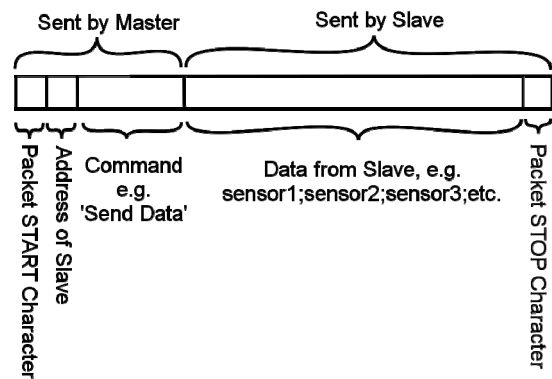 Sent by Master
Sent by Slave
Packet START Character
Address of Slave
Command
e.g.
'Send Data'
Data from Slave, e.g.
sensor1;sensor2;sensor3;etc.
Packet STOP Character